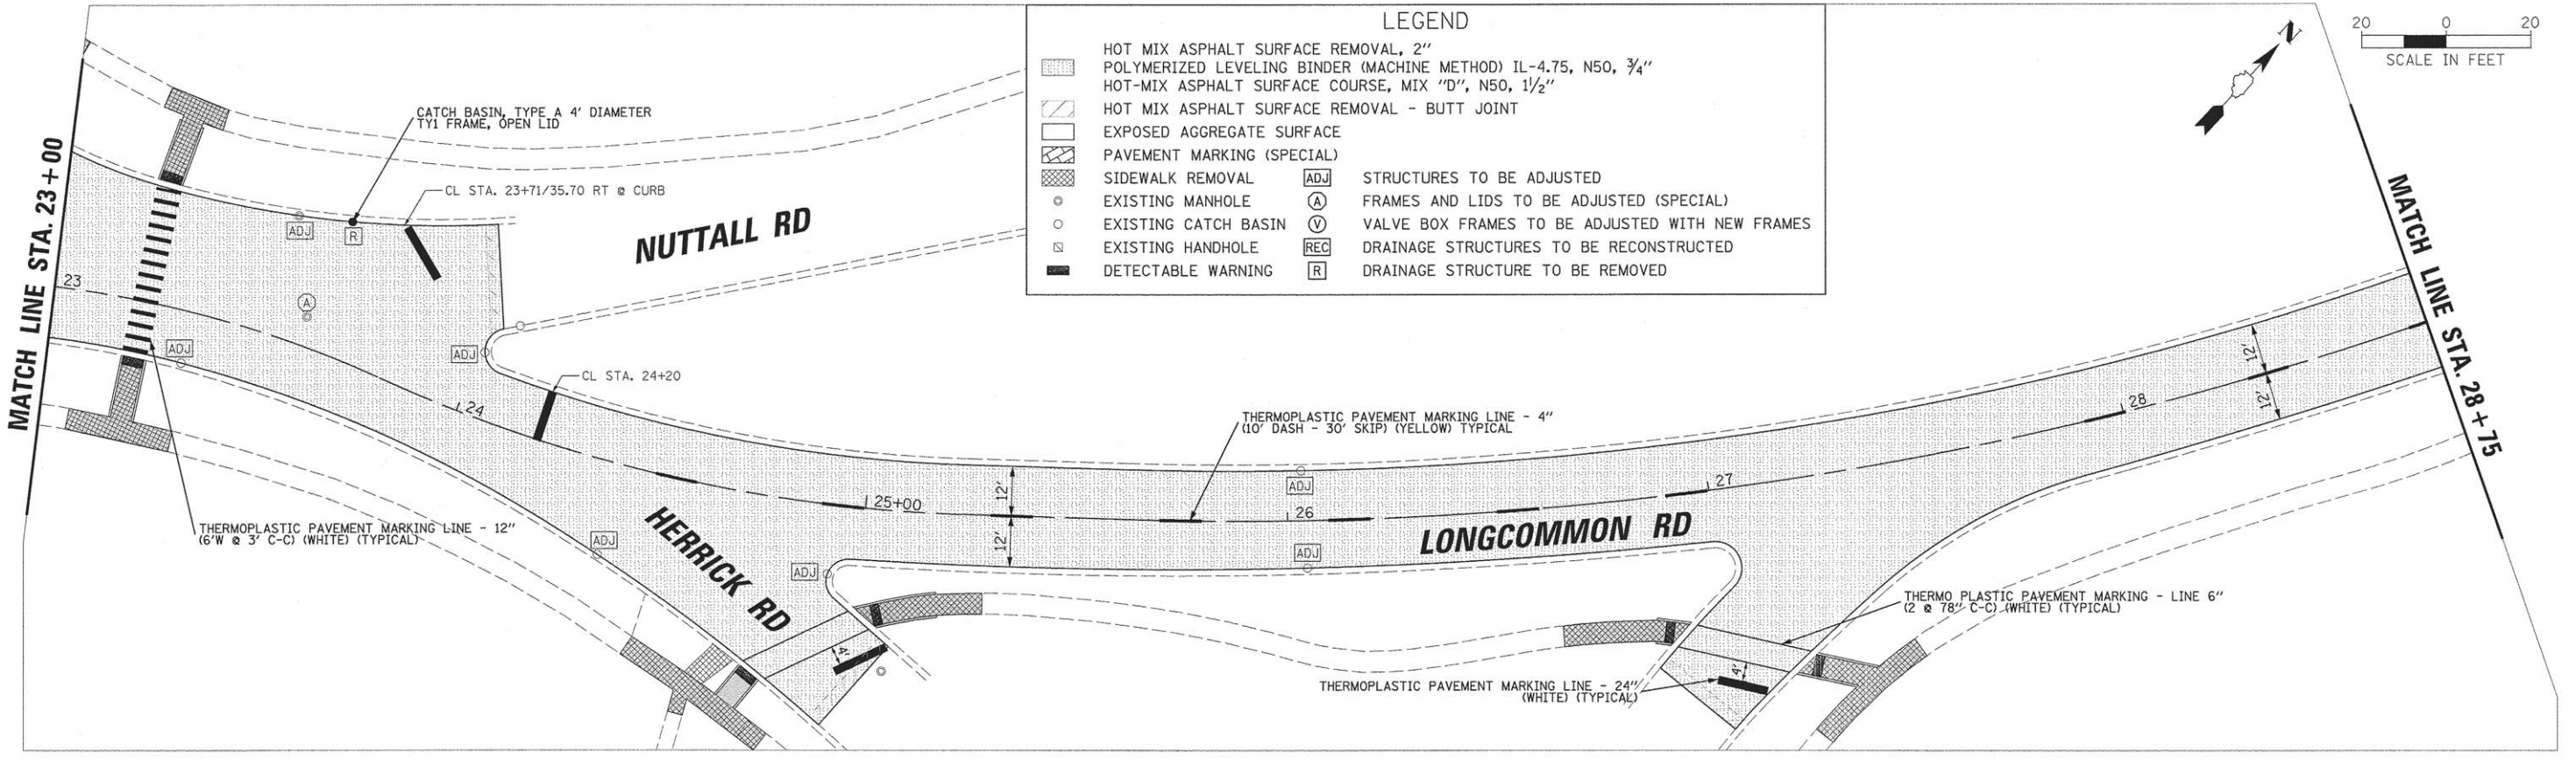 LEGEND
HOT MIX ASPHALT SURFACE REMOVAL, 2"
POLYMERIZED LEVELING BINDER (MACHINE METHOD) IL-4.75, N50, 3/4"
HOT-MIX ASPHALT SURFACE COURSE, MIX "D", N50, 1 1/2"
HOT MIX ASPHALT SURFACE REMOVAL - BUTT JOINT
EXPOSED AGGREGATE SURFACE
PAVEMENT MARKING (SPECIAL)
SIDEWALK REMOVAL
EXISTING MANHOLE
EXISTING CATCH BASIN
EXISTING HANDHOLE
DETECTABLE WARNING
ADJ STRUCTURES TO BE ADJUSTED
A FRAMES AND LIDS TO BE ADJUSTED (SPECIAL)
V VALVE BOX FRAMES TO BE ADJUSTED WITH NEW FRAMES
REC DRAINAGE STRUCTURES TO BE RECONSTRUCTED
R DRAINAGE STRUCTURE TO BE REMOVED
N
20 0 20
SCALE IN FEET
MATCH LINE STA. 23+00
CATCH BASIN, TYPE A 4' DIAMETER
TY1 FRAME, OPEN LID
CL STA. 23+71/35.70 RT @ CURB
NUTTALL RD
ADJ
R
A
23
ADJ
ADJ
CL STA. 24+20
24
THERMOPLASTIC PAVEMENT MARKING LINE - 4"
(10' DASH - 30' SKIP) (YELLOW) TYPICAL
12'
12'
25+00
ADJ
26
27
28
12'
12'
MATCH LINE STA. 28+75
THERMOPLASTIC PAVEMENT MARKING LINE - 12"
(6'W @ 3' C-C) (WHITE) (TYPICAL)
HERRICK RD
LONGCOMMON RD
ADJ
ADJ
ADJ
4'
THERMO PLASTIC PAVEMENT MARKING - LINE 6"
(2 @ 78" C-C) (WHITE) (TYPICAL)
4'
THERMOPLASTIC PAVEMENT MARKING LINE - 24"
(WHITE) (TYPICAL)